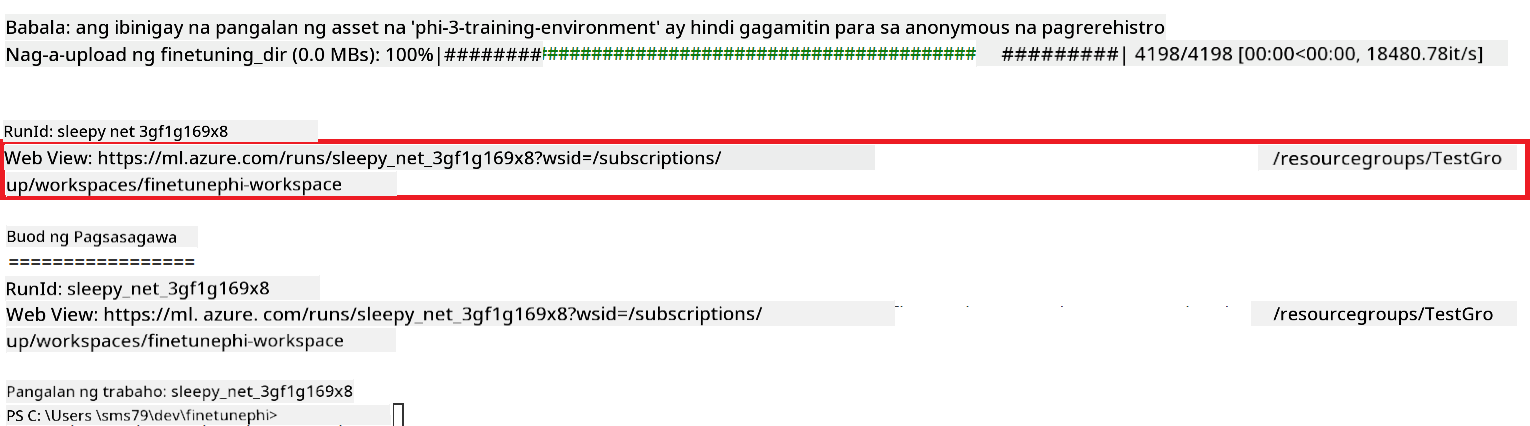 Babala: ang ibinigay na pangalan ng asset na 'phi-3-training-environment' ay hindi gagamitin para sa anonymous na pagrerehistro
Nag-a-upload ng finetuning_dir (0.0 MBs): 100%|############################################ #########| 4198/4198 [00:00<00:00, 18480.78it/s]
RunId: sleepy net 3gf1g169x8
Web View: https://ml.azure.com/runs/sleepy_net_3gf1g169x8?wsid=/subscriptions/ /resourcegroups/TestGro
up/workspaces/finetunephi-workspace
Buod ng Pagsasagawa
=================
RunId: sleepy_net_3gf1g169x8
Web View: https://ml. azure. com/runs/sleepy_net_3gf1g169x8?wsid=/subscriptions/ /resourcegroups/TestGro
up/workspaces/finetunephi-workspace
Pangalan ng trabaho: sleepy_net_3gf1g169x8
PS C: \Users \sms79\dev\finetunephi>